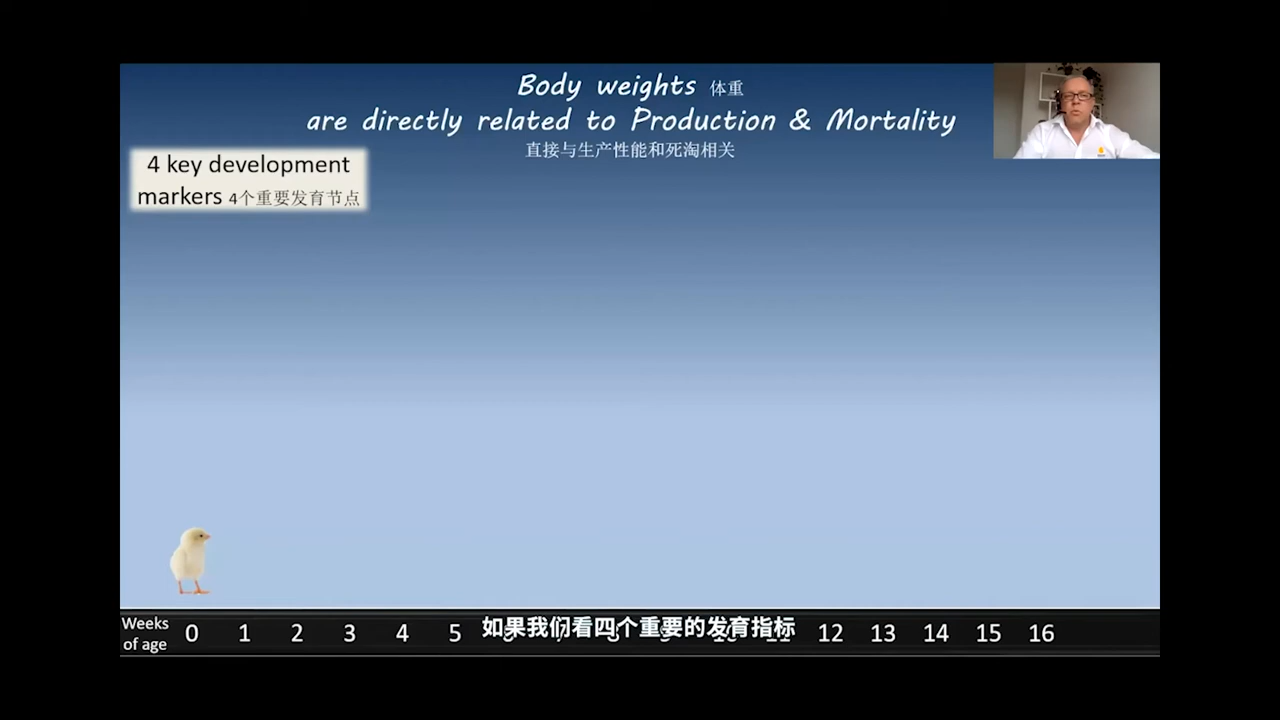 Body weights 体重
are directly related to Production & Mortality
直接与生产性能和死淘相关
4 key development
markers 4个重要发育节点
Weeks
of age
0 1 2 3 4 5 12 13 14 15 16
如果我们看四个重要的发育指标